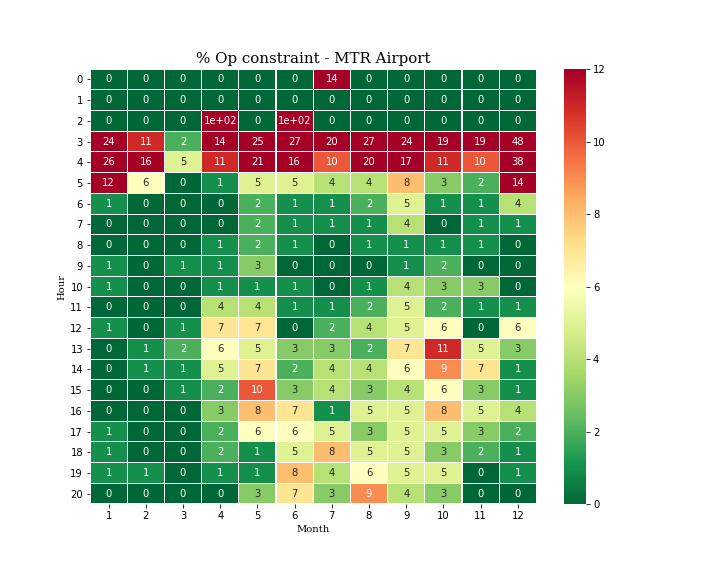 % Op constraint - MTR Airport
0 0 0 0 0 0 0 14 0 0 0 0 0
1 0 0 0 0 0 0 0 0 0 0 0 0
2 0 0 0 1e+02 0 1e+02 0 0 0 0 0 0
3 24 11 2 14 25 27 20 27 24 19 19 48
4 26 16 5 11 21 16 10 20 17 11 10 38
5 12 6 0 1 5 5 4 4 8 3 2 14
6 1 0 0 0 2 1 1 2 5 1 1 4
7 0 0 0 0 2 1 1 1 4 0 1 1
8 0 0 0 1 2 1 0 1 1 1 1 0
9 1 0 1 1 3 0 0 0 1 2 0 0
10 1 0 0 1 1 1 0 1 4 3 3 0
11 0 0 0 4 4 1 1 2 5 2 1 1
12 1 0 1 7 7 0 2 4 5 6 0 6
13 0 1 2 6 5 3 3 2 7 11 5 3
14 0 1 1 5 7 2 4 4 6 9 7 1
15 0 0 1 2 10 3 4 3 4 6 3 1
16 0 0 0 3 8 7 1 5 5 8 5 4
17 1 0 0 2 6 6 5 3 5 5 3 2
18 1 0 0 2 1 5 8 5 5 3 2 1
19 1 1 0 1 1 8 4 6 5 5 0 1
20 0 0 0 0 3 7 3 9 4 3 0 0
1 2 3 4 5 6 7 8 9 10 11 12
Month
Hour
12
10
8
6
4
2
0